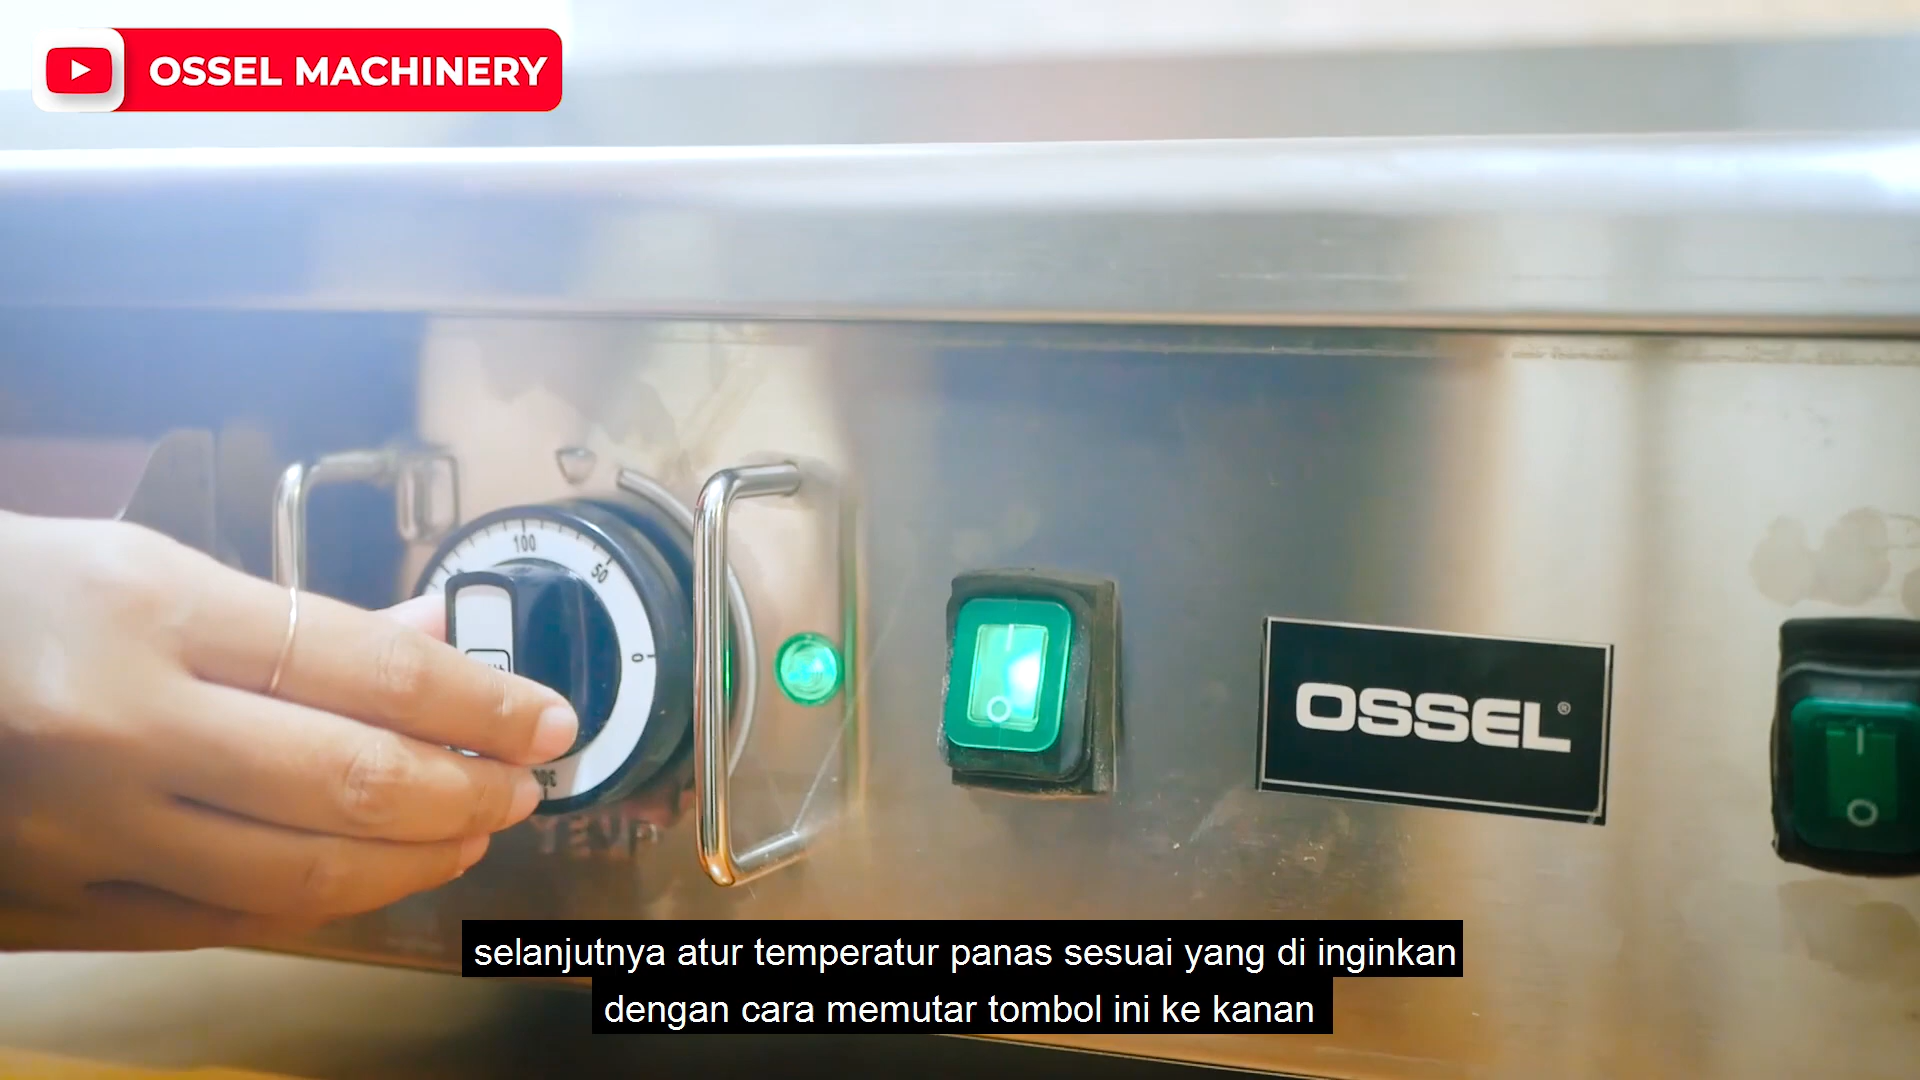 OSSEL MACHINERY
100
50
0
300
OSSEL®
selanjutnya atur temperatur panas sesuai yang di inginkan
dengan cara memutar tombol ini ke kanan